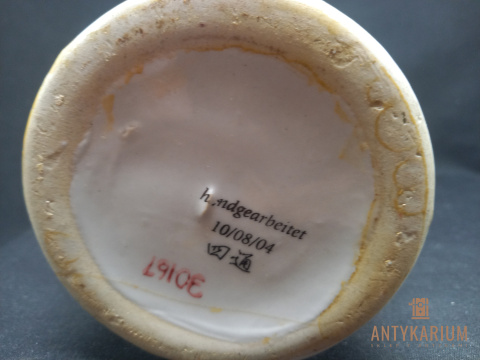 handgearbeitet
10/08/04
四通
30167
ANTYKARIUM